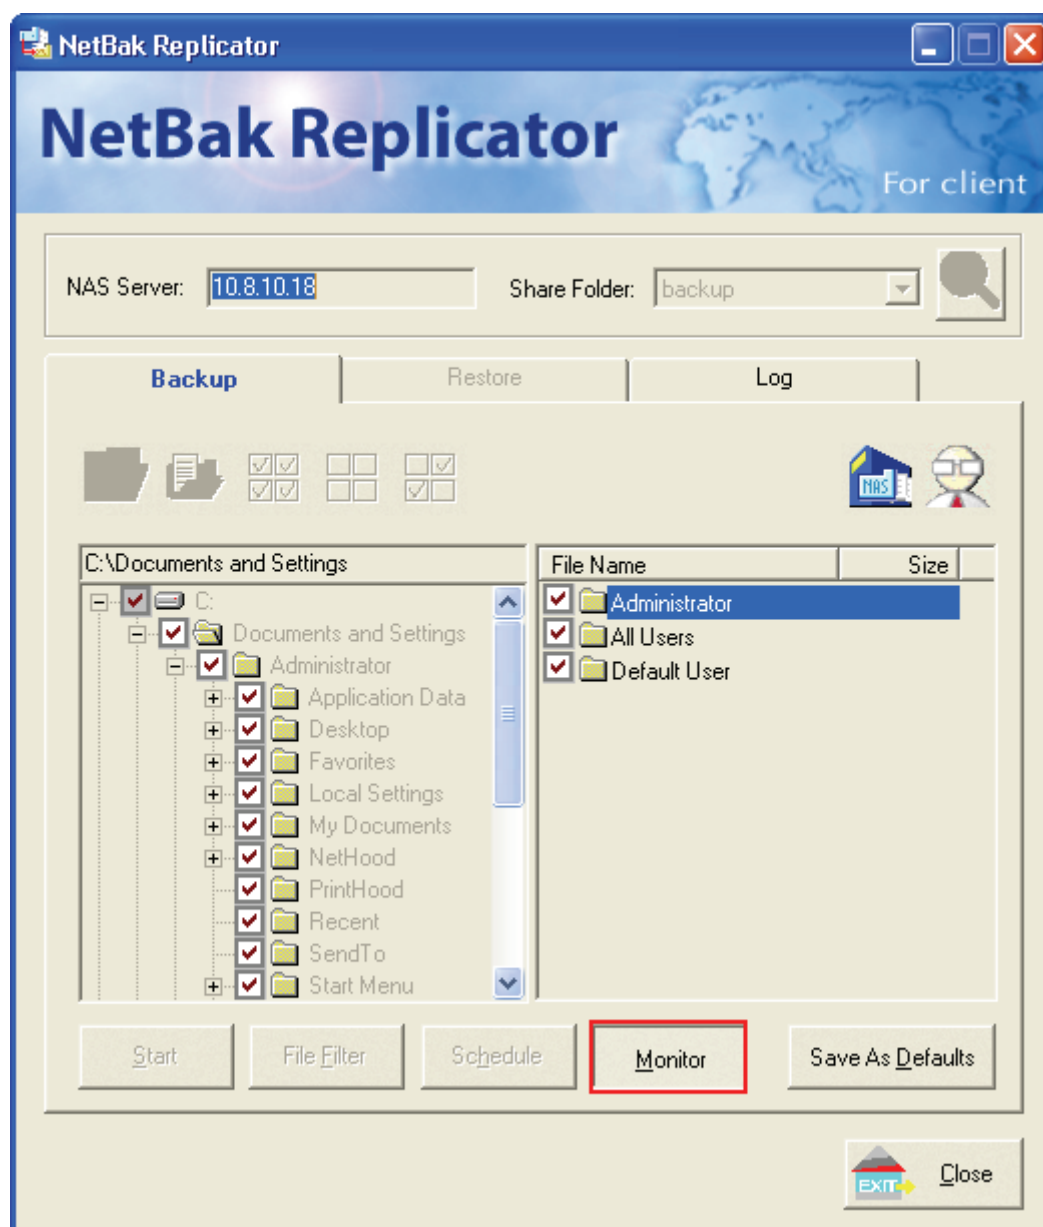 NetBak Replicator
NetBak Replicator
For client
NAS Server: 10.8.10.18 Share Folder: backup
Backup Restore Log
NAS
C:\Documents and Settings
C:
Documents and Settings
Administrator
Application Data
Desktop
Favorites
Local Settings
My Documents
NetHood
PrintHood
Recent
SendTo
Start Menu
File Name Size
Administrator
All Users
Default User
Start File Filter Schedule Monitor Save As Defaults
EXIT Close